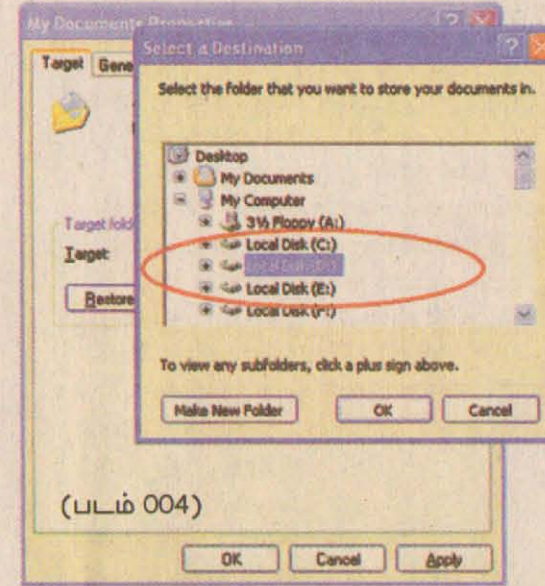 My Documents Properties
Select a Destination
Target Gene
Select the folder that you want to store your documents in.
Desktop
My Documents
My Computer
3½ Floppy (A:)
Local Disk (C:)
Local Disk (D:)
Local Disk (E:)
Local Disk (F:)
Target fold
Target:
Restore
To view any subfolders, click a plus sign above.
Make New Folder OK Cancel
(படம் 004)
OK Cancel Apply